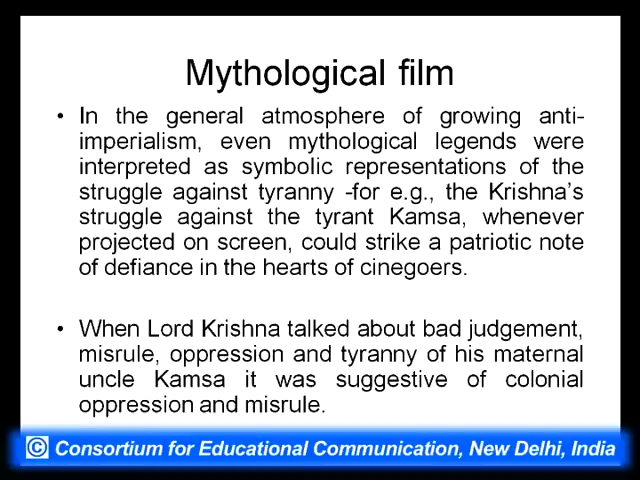 Mythological film
• In the general atmosphere of growing anti-
imperialism, even mythological legends were
interpreted as symbolic representations of the
struggle against tyranny -for e.g., the Krishna's
struggle against the tyrant Kamsa, whenever
projected on screen, could strike a patriotic note
of defiance in the hearts of cinegoers.
• When Lord Krishna talked about bad judgement,
misrule, oppression and tyranny of his maternal
uncle Kamsa it was suggestive of colonial
oppression and misrule.
© Consortium for Educational Communication, New Delhi, India